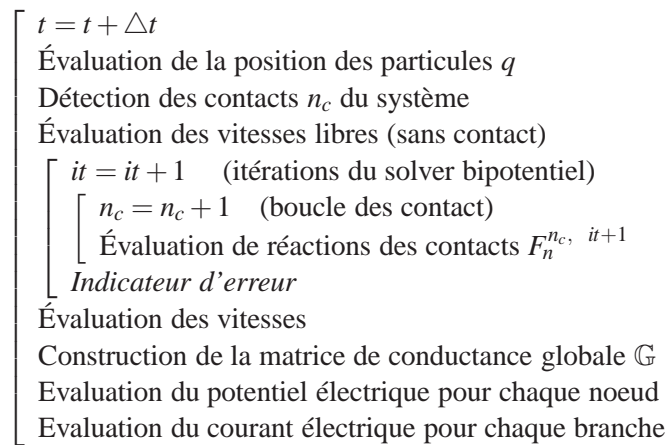 t = t + △t
Évaluation de la position des particules q
Détection des contacts n_c du système
Évaluation des vitesses libres (sans contact)
it = it + 1 (itérations du solver bipotentiel)
n_c = n_c + 1 (boucle des contact)
Évaluation de réactions des contacts F_n^{n_c, it+1}
Indicateur d'erreur
Évaluation des vitesses
Construction de la matrice de conductance globale 𝔾
Evaluation du potentiel électrique pour chaque noeud
Evaluation du courant électrique pour chaque branche